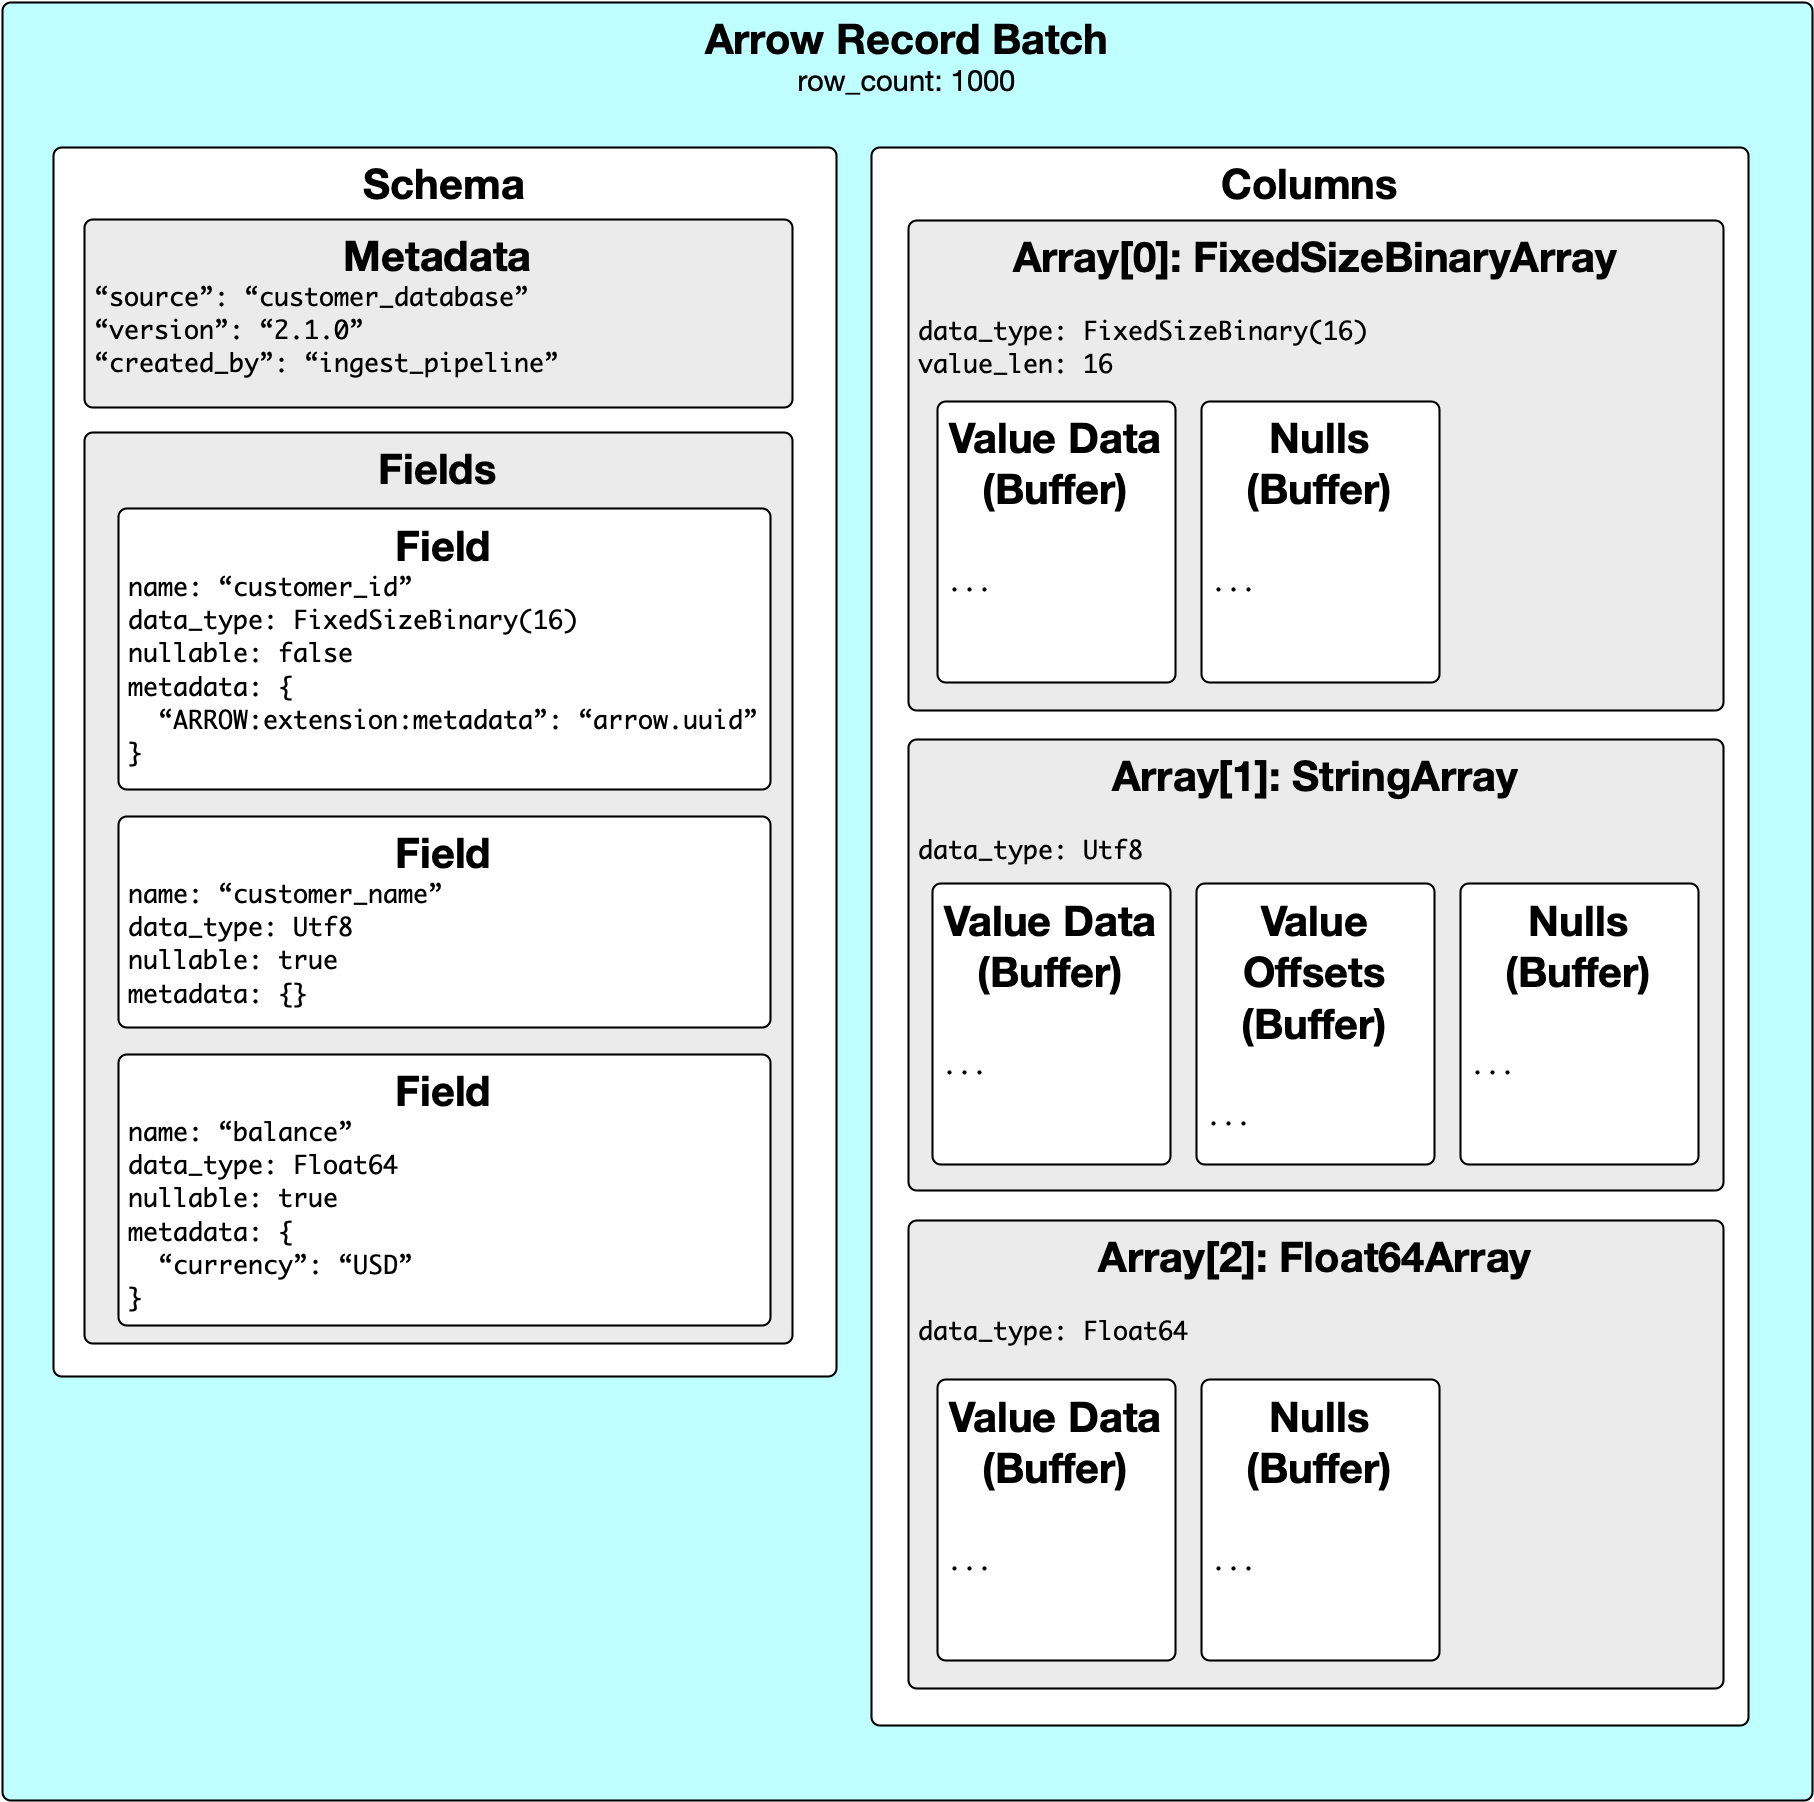 Arrow Record Batch
row_count: 1000
Schema
Metadata
“source”: “customer_database”
“version”: “2.1.0”
“created_by”: “ingest_pipeline”
Fields
Field
name: “customer_id”
data_type: FixedSizeBinary(16)
nullable: false
metadata: {
  “ARROW:extension:metadata”: “arrow.uuid”
}
Field
name: “customer_name”
data_type: Utf8
nullable: true
metadata: {}
Field
name: “balance”
data_type: Float64
nullable: true
metadata: {
  “currency”: “USD”
}
Columns
Array[0]: FixedSizeBinaryArray
data_type: FixedSizeBinary(16)
value_len: 16
Value Data
(Buffer)
...
Nulls
(Buffer)
...
Array[1]: StringArray
data_type: Utf8
Value Data
(Buffer)
...
Value
Offsets
(Buffer)
...
Nulls
(Buffer)
...
Array[2]: Float64Array
data_type: Float64
Value Data
(Buffer)
...
Nulls
(Buffer)
...